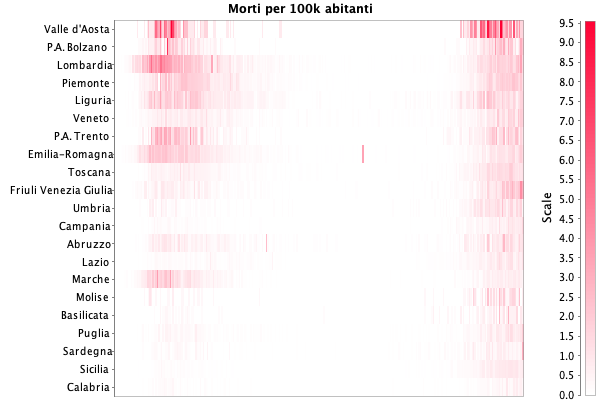 Morti per 100k abitanti
Valle d'Aosta
P.A. Bolzano
Lombardia
Piemonte
Liguria
Veneto
P.A. Trento
Emilia-Romagna
Toscana
Friuli Venezia Giulia
Umbria
Campania
Abruzzo
Lazio
Marche
Molise
Basilicata
Puglia
Sardegna
Sicilia
Calabria
Scale
9.5
9.0
8.5
8.0
7.5
7.0
6.5
6.0
5.5
5.0
4.5
4.0
3.5
3.0
2.5
2.0
1.5
1.0
0.5
0.0